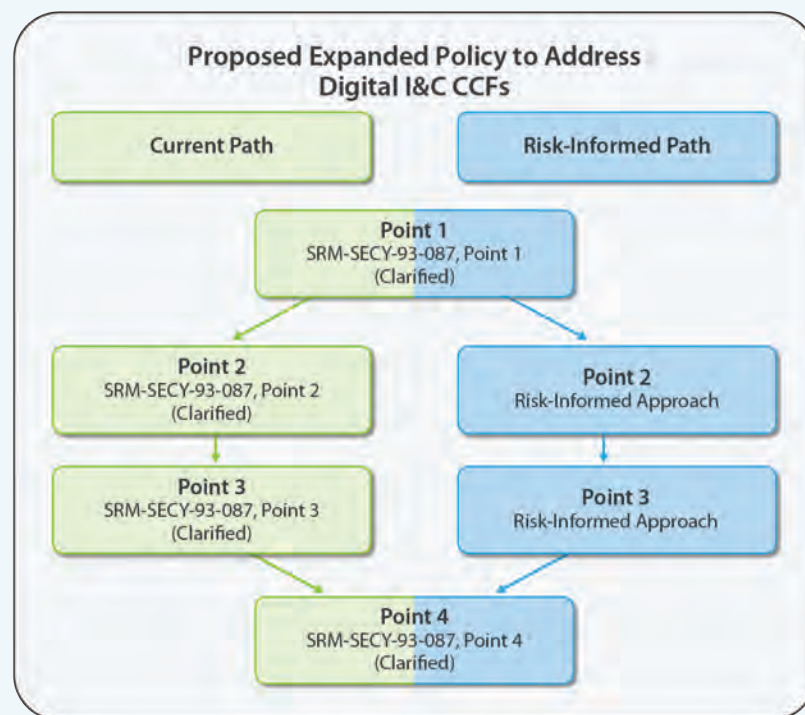 Proposed Expanded Policy to Address
Digital I&C CCFs
Current Path
Risk-Informed Path
Point 1
SRM-SECY-93-087, Point 1
(Clarified)
Point 2
SRM-SECY-93-087, Point 2
(Clarified)
Point 2
Risk-Informed Approach
Point 3
SRM-SECY-93-087, Point 3
(Clarified)
Point 3
Risk-Informed Approach
Point 4
SRM-SECY-93-087, Point 4
(Clarified)